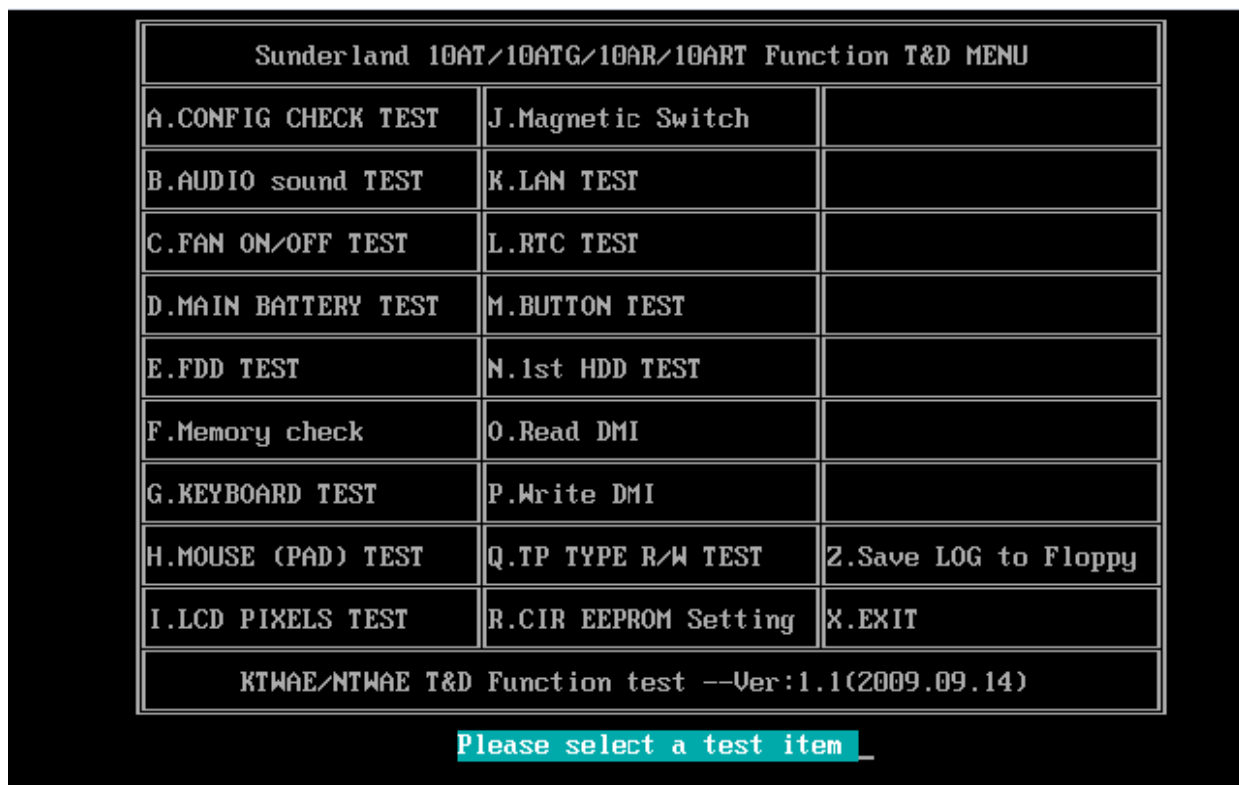 Sunderland 10AT/10ATG/10AR/10ART Function T&D MENU
A.CONFIG CHECK TEST J.Magnetic Switch
B.AUDIO sound TEST K.LAN TEST
C.FAN ON/OFF TEST L.RTC TEST
D.MAIN BATTERY TEST M.BUTTON TEST
E.FDD TEST N.1st HDD TEST
F.Memory check O.Read DMI
G.KEYBOARD TEST P.Write DMI
H.MOUSE (PAD) TEST Q.TP TYPE R/W TEST Z.Save LOG to Floppy
I.LCD PIXELS TEST R.CIR EEPROM Setting X.EXIT
KTWAE/NTWAE T&D Function test --Ver:1.1(2009.09.14)
Please select a test item _